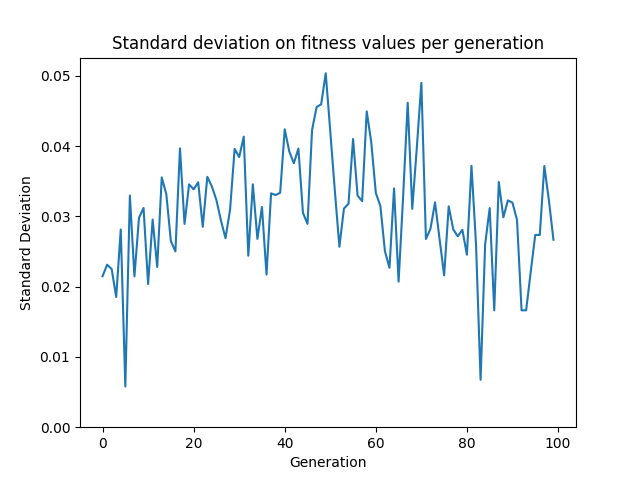 Standard deviation on fitness values per generation
0.05
0.04
0.03
0.02
0.01
0.00
Standard Deviation
0 20 40 60 80 100
Generation